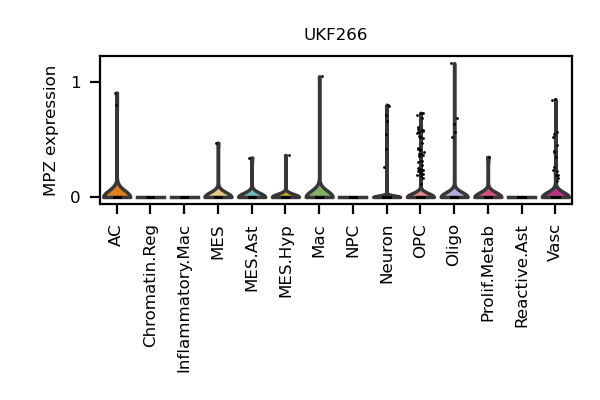 UKF266
MPZ expression
1
0
AC
Chromatin.Reg
Inflammatory.Mac
MES
MES.Ast
MES.Hyp
Mac
NPC
Neuron
OPC
Oligo
Prolif.Metab
Reactive.Ast
Vasc